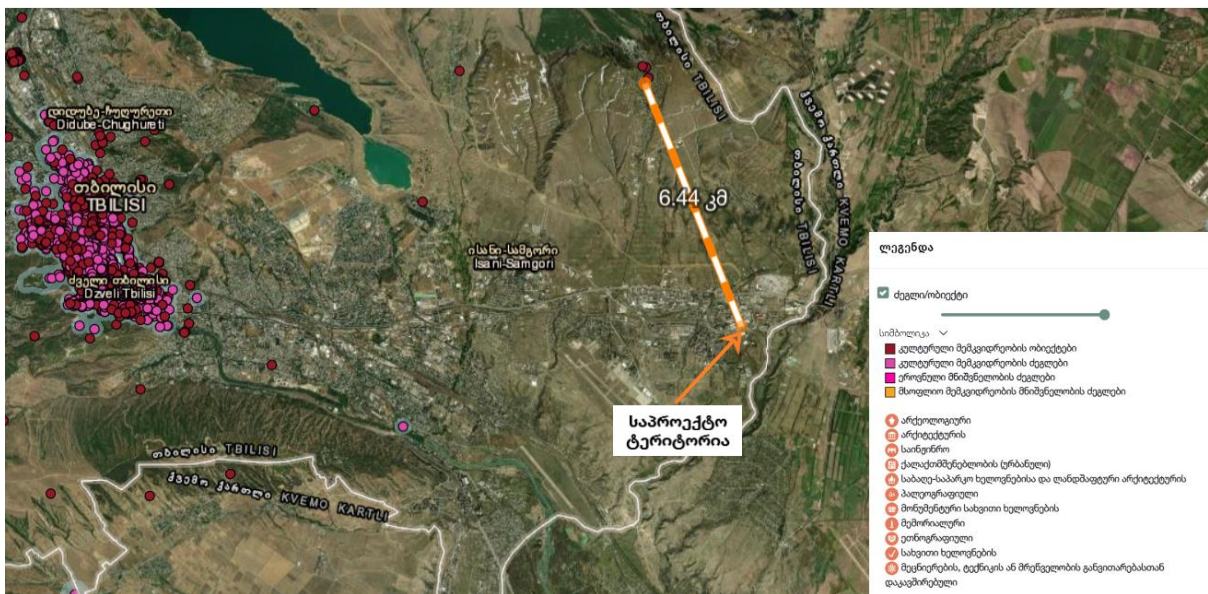 დიდუბე-ჩუღურეთი
Didube-Chughureti
თბილისი
TBILISI
ძველი თბილისი
Dzveli Tbilisi
ისანი-სამგორი
Isani-Samgori
თბილისი TBILISI
ქვემო ქართლი KVEMO KARTLI
თბილისი TBILISI
ქვემო ქართლი KVEMO KARTLI
თბილისი TBILISI
6.44 კმ
საპროექტო
ტერიტორია
ლეგენდა
ძეგლი/ობიექტი
სიმბოლიკა
კულტურული მემკვიდრეობის ობიექტები
კულტურული მემკვიდრეობის ძეგლები
ეროვნული მნიშვნელობის ძეგლები
მსოფლიო მემკვიდრეობის მნიშვნელობის ძეგლები
არქეოლოგიური
არქიტექტურის
საინჟინრო
ქალაქთმშენებლობის (ურბანული)
საბაღე-საპარკო ხელოვნებისა და ლანდშაფტური არქიტექტურის
პალეოგრაფიული
მონუმენტური სახვითი ხელოვნების
მემორიალური
ეთნოგრაფიული
სახვითი ხელოვნების
მეცნიერების, ტექნიკის ან მრეწველობის განვითარებასთან
დაკავშირებული